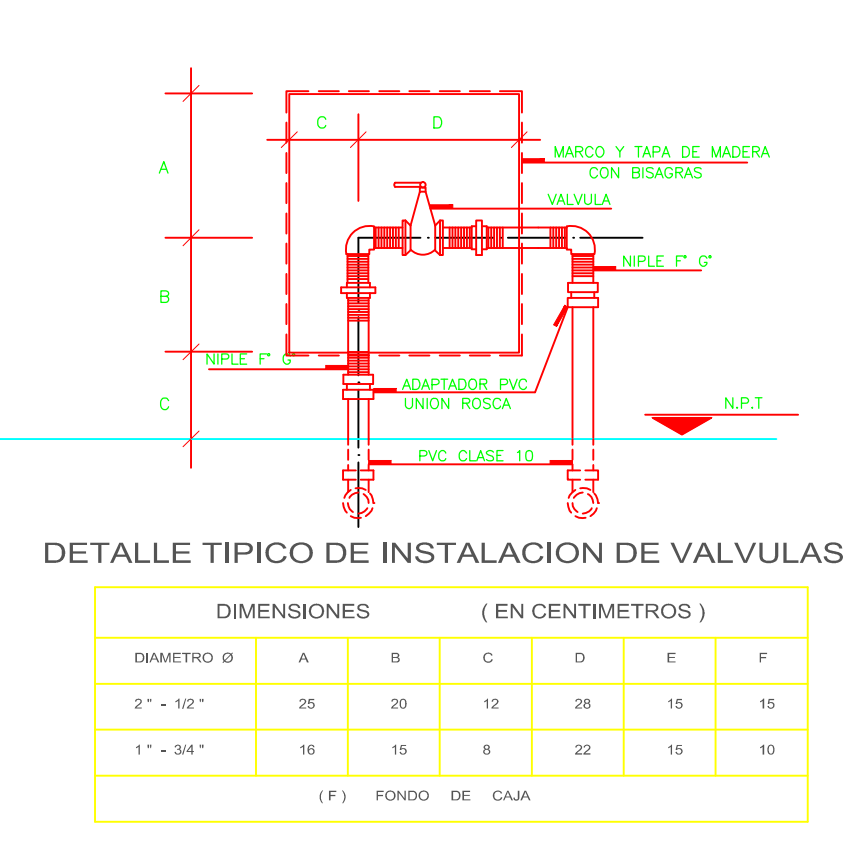 C D
A
MARCO Y TAPA DE MADERA
CON BISAGRAS
VALVULA
NIPLE F° G°
B
NIPLE F° G°
ADAPTADOR PVC
UNION ROSCA
C
N.P.T
PVC CLASE 10
DETALLE TIPICO DE INSTALACION DE VALVULAS
DIMENSIONES ( EN CENTIMETROS )
DIAMETRO Ø A B C D E F
2 " - 1/2 " 25 20 12 28 15 15
1 " - 3/4 " 16 15 8 22 15 10
( F ) FONDO DE CAJA